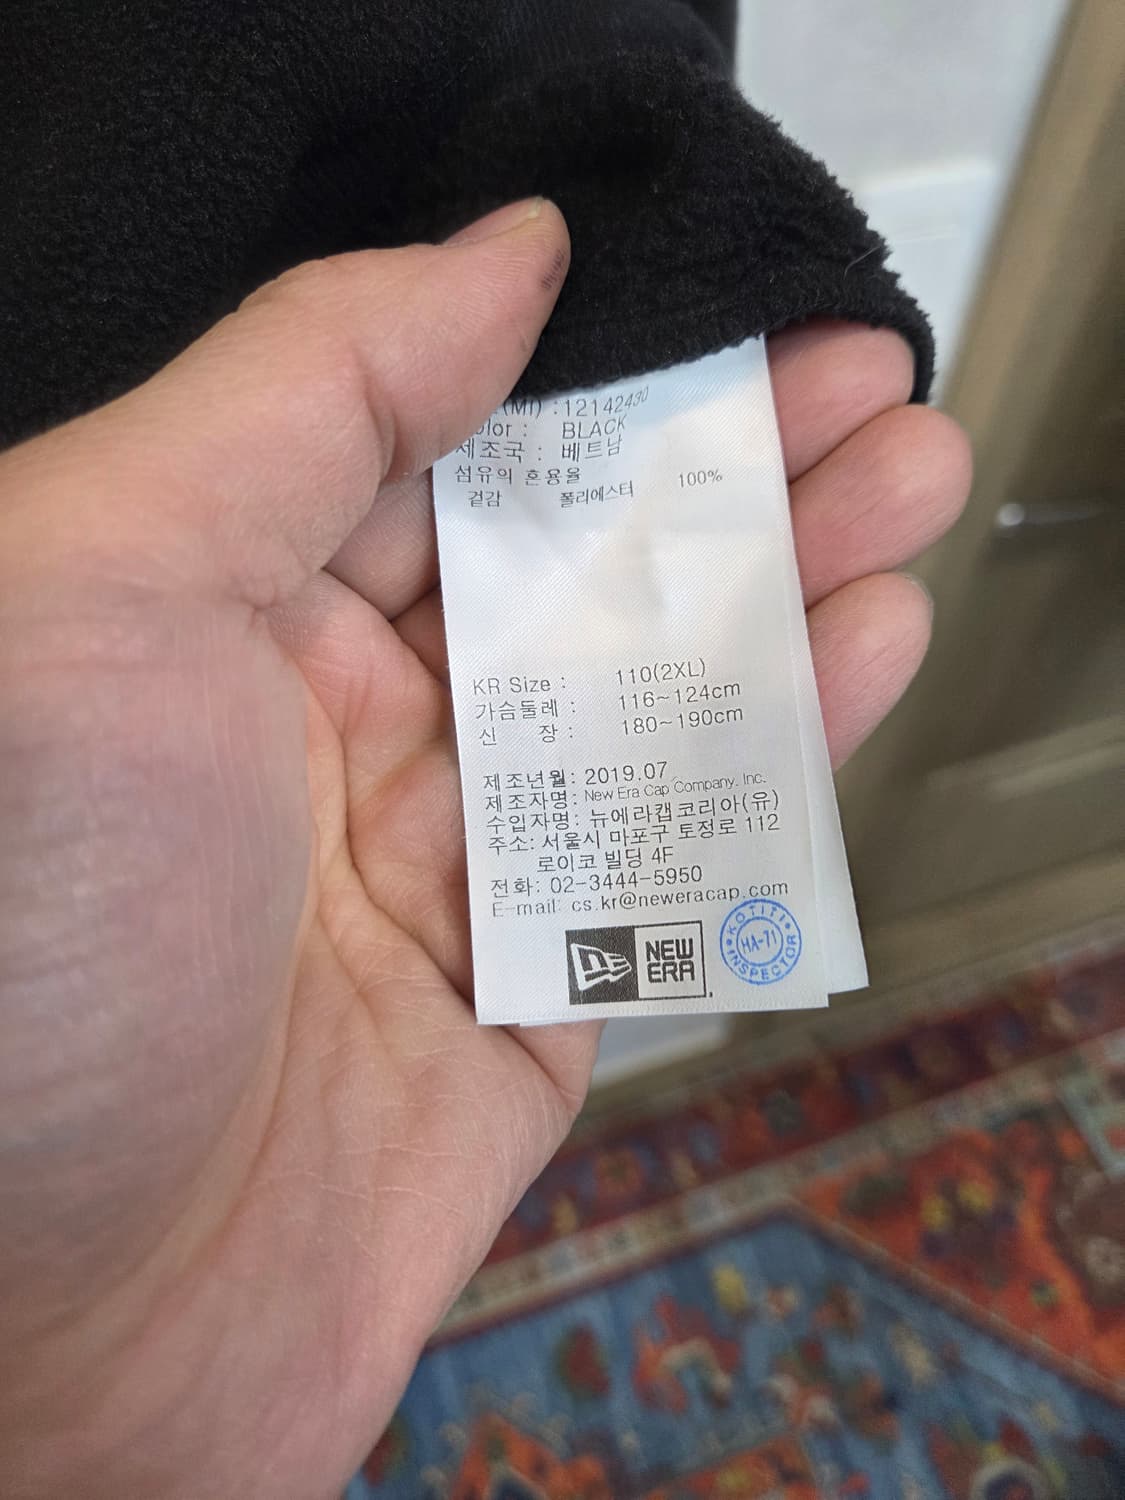 (MI) :12142430
Color : BLACK
제조국 : 베트남
섬유의 혼용율
겉감 폴리에스터 100%
KR Size : 110(2XL)
가슴둘레 : 116~124cm
신 장 : 180~190cm
제조년월: 2019.07
제조자명: New Era Cap Company. Inc.
수입자명: 뉴에라캡코리아(유)
주소: 서울시 마포구 토정로 112
로이코 빌딩 4F
전화: 02-3444-5950
E-mail: cs.kr@neweracap.com
NEW
ERA
KOTITI
HA-71
INSPECTOR